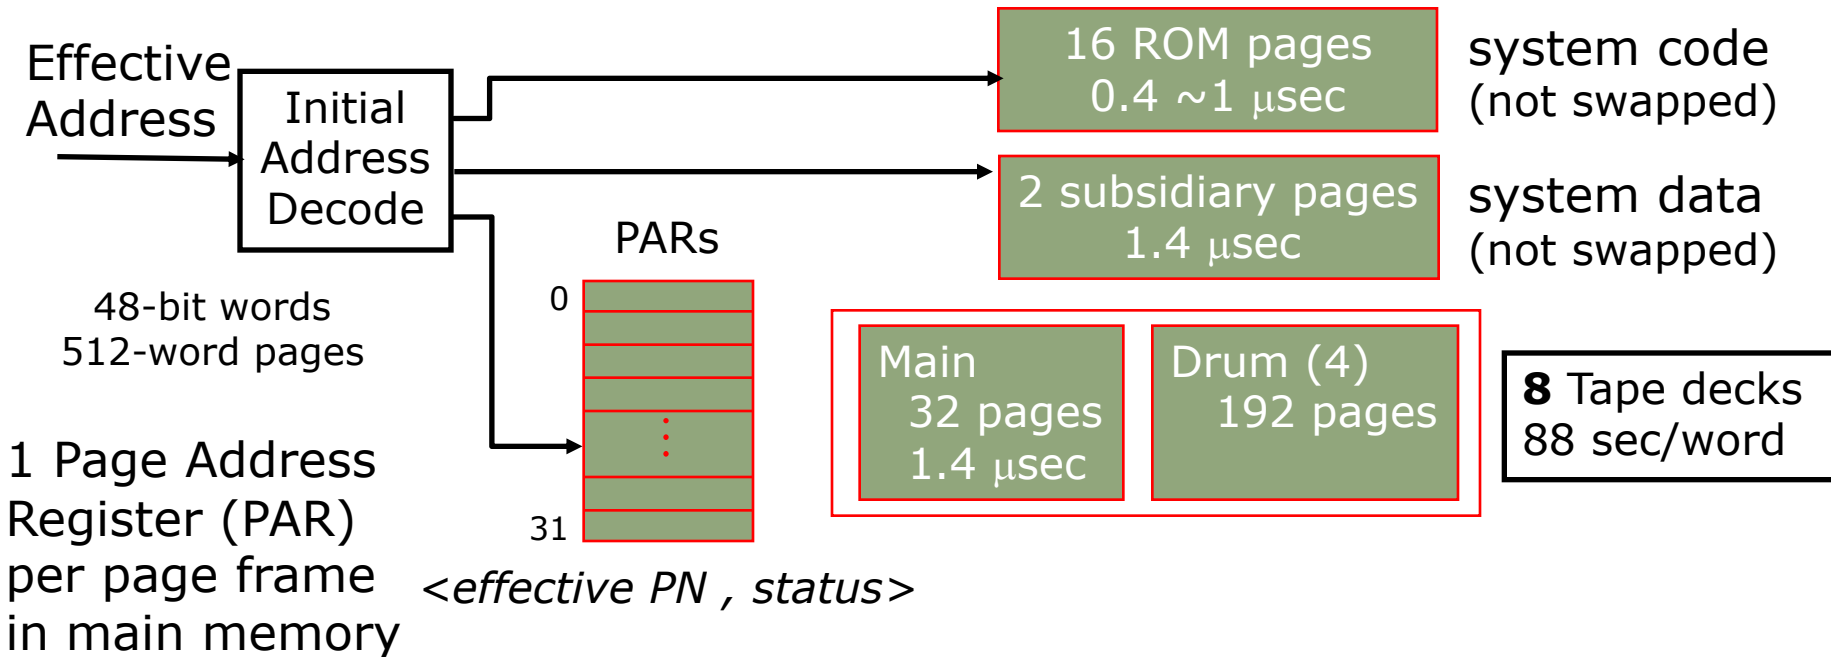 Effective
Address
Initial
Address
Decode
16 ROM pages
0.4 ~1 μsec
system code
(not swapped)
2 subsidiary pages
1.4 μsec
system data
(not swapped)
PARs
0
31
<effective PN , status>
48-bit words
512-word pages
1 Page Address
Register (PAR)
per page frame
in main memory
Main
32 pages
1.4 μsec
Drum (4)
192 pages
8 Tape decks
88 sec/word